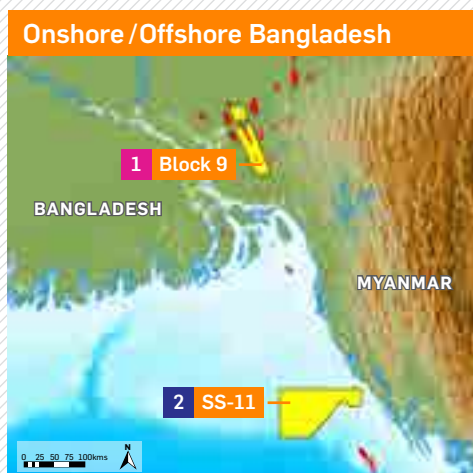 Onshore/Offshore Bangladesh
1 Block 9
BANGLADESH
MYANMAR
2 SS-11
N
0 25 50 75 100kms